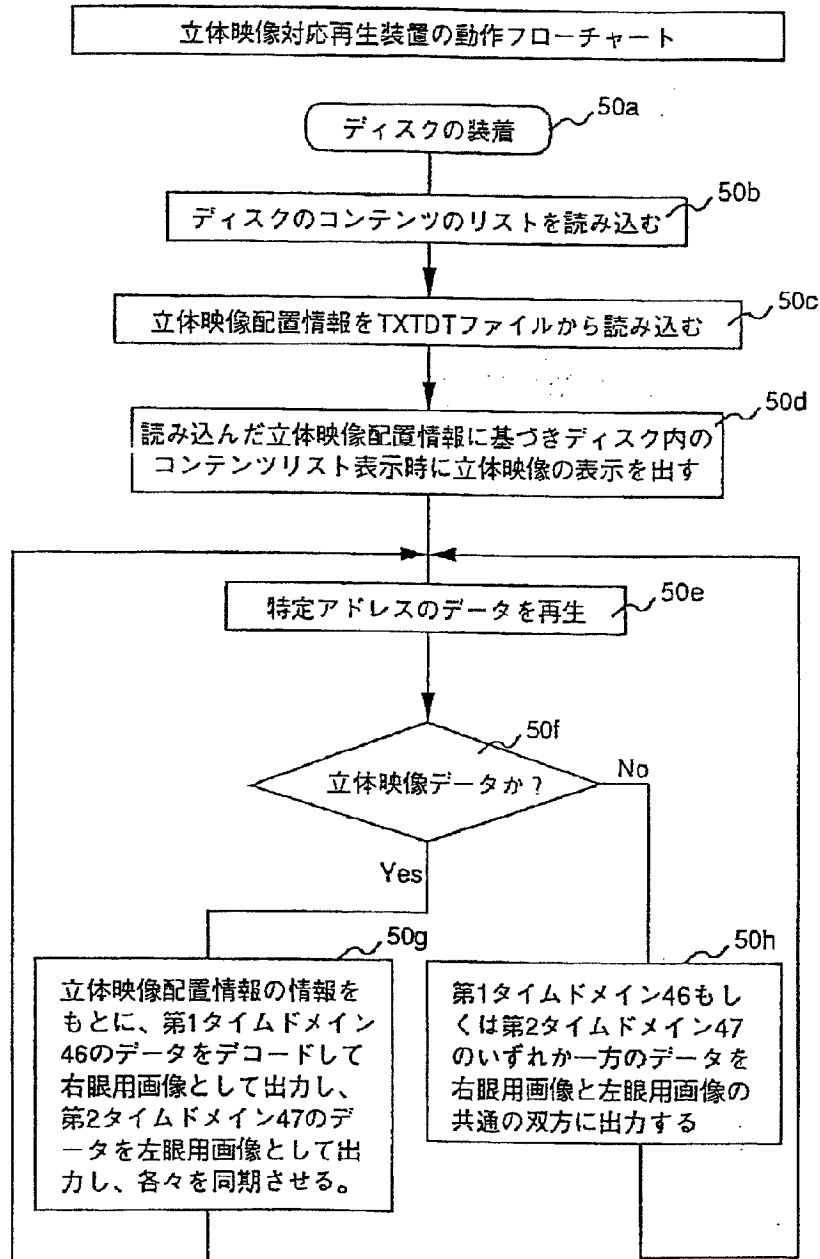 立体映像対応再生装置の動作フローチャート
50a
ディスクの装着
50b
ディスクのコンテンツのリストを読み込む
50c
立体映像配置情報をTXTDTファイルから読み込む
50d
読み込んだ立体映像配置情報に基づきディスク内の
コンテンツリスト表示時に立体映像の表示を出す
50e
特定アドレスのデータを再生
50f
立体映像データか？
No
Yes
50g
立体映像配置情報の情報を
もとに、第1タイムドメイン
46のデータをデコードして
右眼用画像として出力し、
第2タイムドメイン47のデ
ータを左眼用画像として出
力し、各々を同期させる。
50h
第1タイムドメイン46もし
くは第2タイムドメイン47
のいずれか一方のデータを
右眼用画像と左眼用画像の
共通の双方に出力する